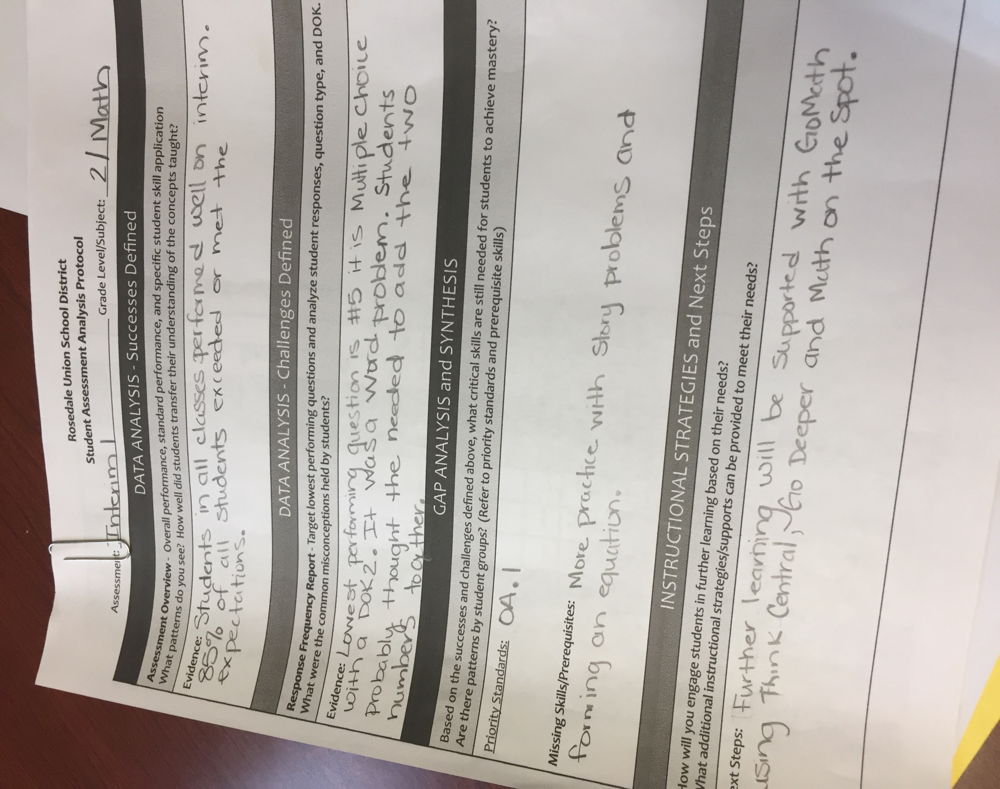 Rosedale Union School District
Student Assessment Analysis Protocol
Assessment: Interim 1 Grade Level/Subject: 2/Math
DATA ANALYSIS - Successes Defined
Assessment Overview - Overall performance, standard performance, and specific student skill application
What patterns do you see? How well did students transfer their understanding of the concepts taught?
Evidence: Students in all classes performed well on interim.
85% of all students exceeded or met the
expectations.
DATA ANALYSIS - Challenges Defined
Response Frequency Report - Target lowest performing questions and analyze student responses, question type, and DOK.
What were the common misconceptions held by students?
Evidence: Lowest performing question is #5 it is Multiple Choice
with a DOK2. It was a word problem. Students
probably thought the needed to add the two
numbers together.
GAP ANALYSIS and SYNTHESIS
Based on the successes and challenges defined above, what critical skills are still needed for students to achieve mastery?
Are there patterns by student groups? (Refer to priority standards and prerequisite skills)
Priority Standards: OA.1
Missing Skills/Prerequisites: More practice with story problems and
forming an equation.
INSTRUCTIONAL STRATEGIES and Next Steps
How will you engage students in further learning based on their needs?
What additional instructional strategies/supports can be provided to meet their needs?
ext Steps: Further learning will be supported with GoMath
using Think Central, Go Deeper and Math on the Spot.